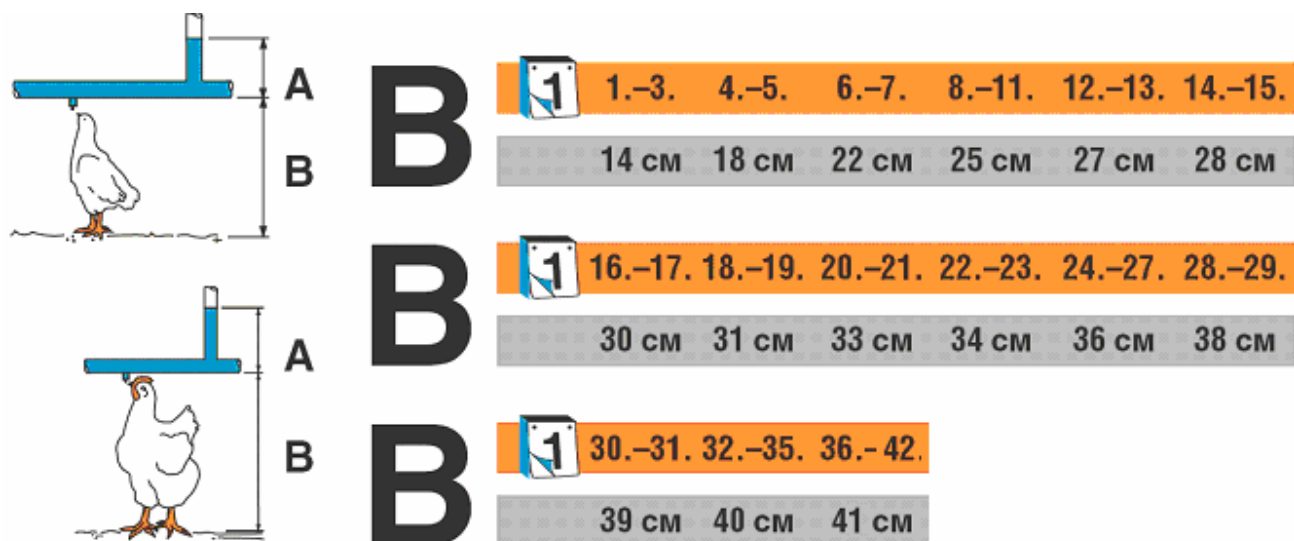 A
B
B
1 1.–3. 4.–5. 6.–7. 8.–11. 12.–13. 14.–15.
14 см 18 см 22 см 25 см 27 см 28 см
B
1 16.–17. 18.–19. 20.–21. 22.–23. 24.–27. 28.–29.
30 см 31 см 33 см 34 см 36 см 38 см
A
B
B
1 30.–31. 32.–35. 36.- 42.
39 см 40 см 41 см